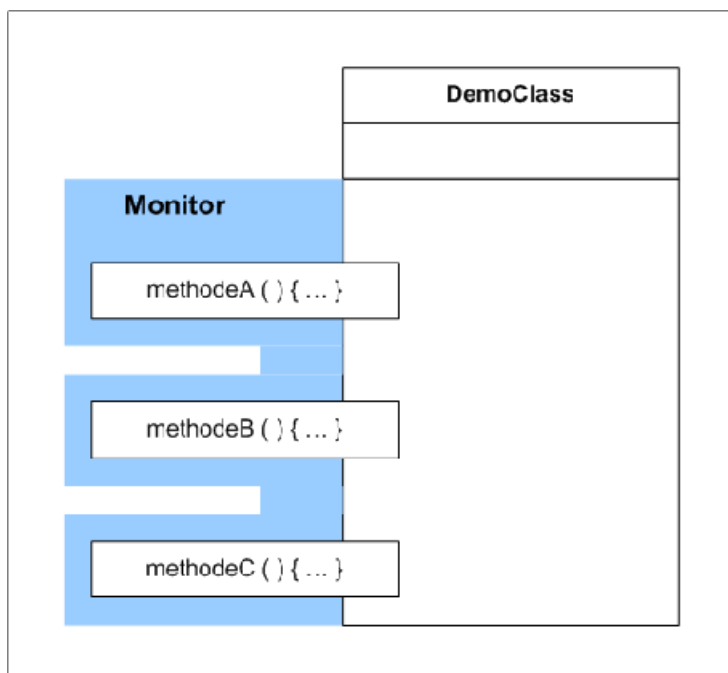 DemoClass
Monitor
methodeA ( ) { ... }
methodeB ( ) { ... }
methodeC ( ) { ... }